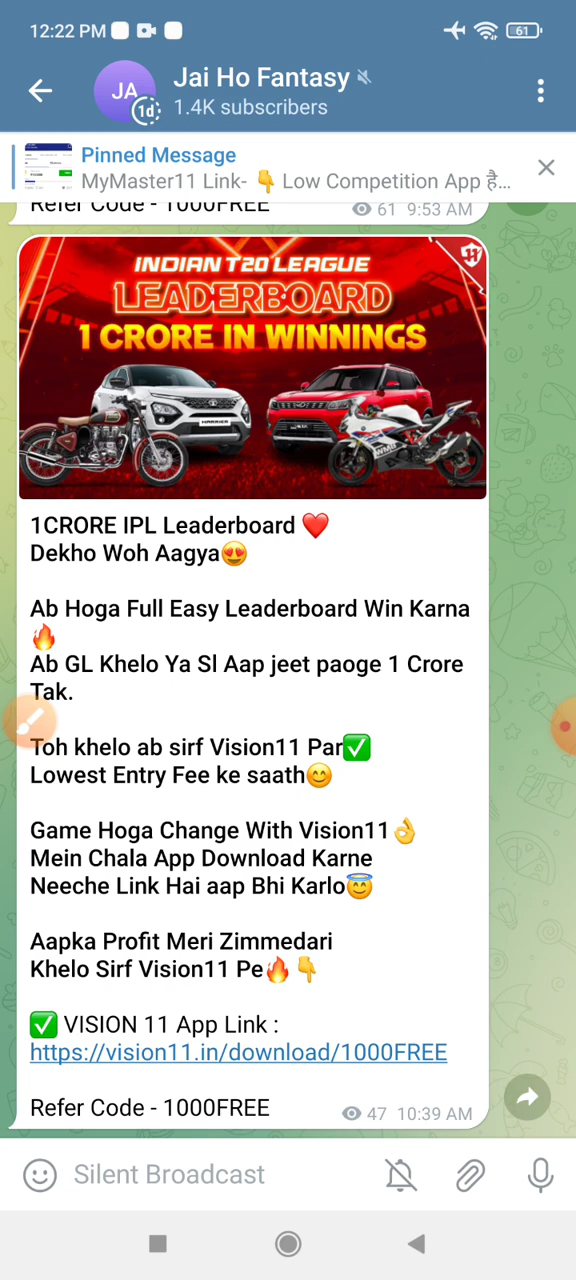 12:22 PM
61
JA
1d
Jai Ho Fantasy
1.4K subscribers
Pinned Message
MyMaster11 Link- 👇 Low Competition App है...
Refer Code - 1000FREE
61 9:53 AM
INDIAN T20 LEAGUE
LEADERBOARD
1 CRORE IN WINNINGS
HARRIER
1CRORE IPL Leaderboard ❤️
Dekho Woh Aagya😍
Ab Hoga Full Easy Leaderboard Win Karna
🔥
Ab GL Khelo Ya Sl Aap jeet paoge 1 Crore
Tak.
Toh khelo ab sirf Vision11 Par✅
Lowest Entry Fee ke saath😊
Game Hoga Change With Vision11👌
Mein Chala App Download Karne
Neeche Link Hai aap Bhi Karlo😇
Aapka Profit Meri Zimmedari
Khelo Sirf Vision11 Pe🔥👇
✅ VISION 11 App Link :
https://vision11.in/download/1000FREE
Refer Code - 1000FREE
47 10:39 AM
Silent Broadcast